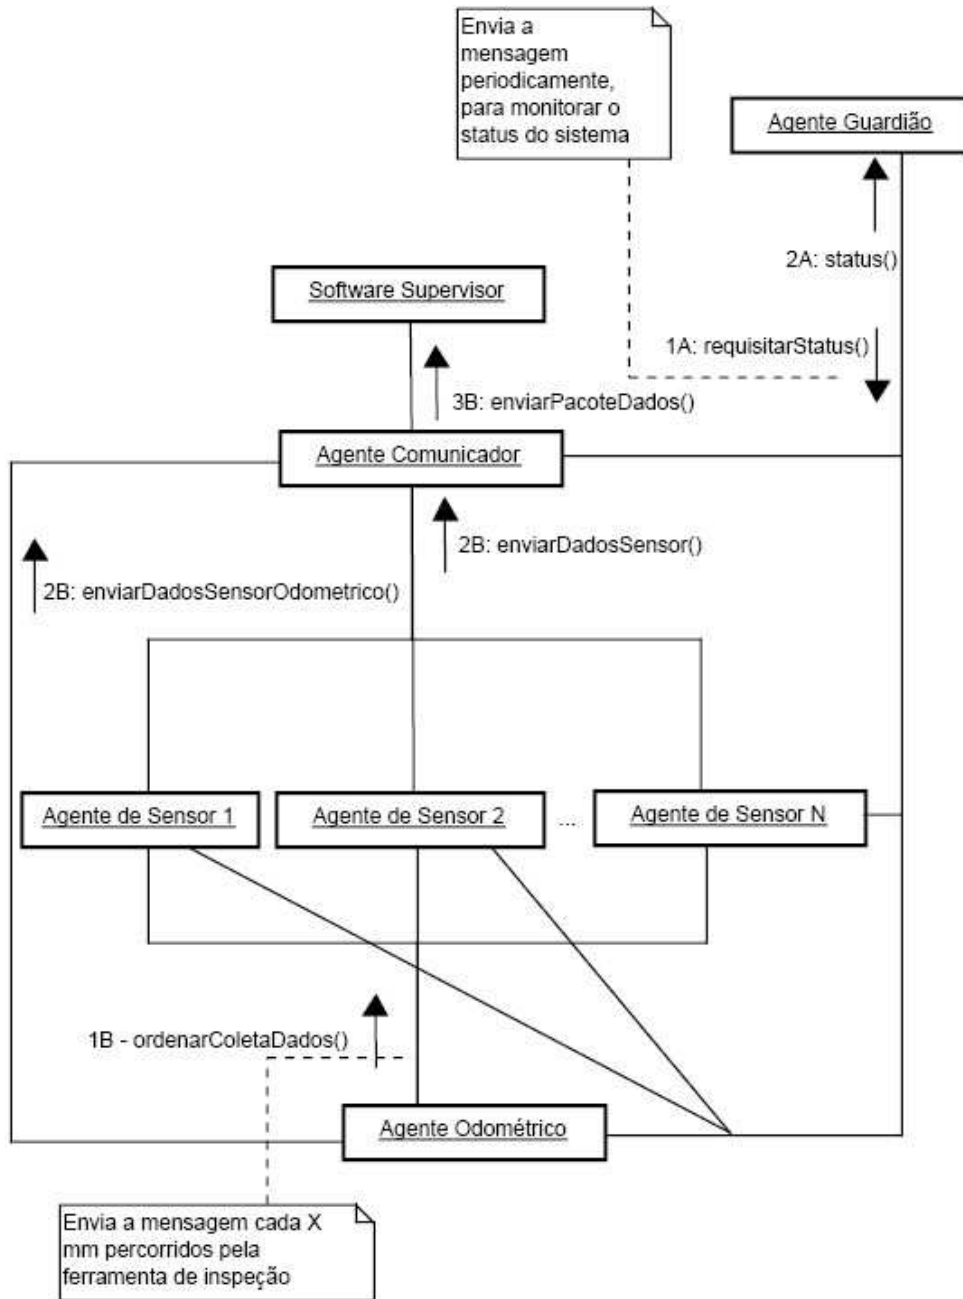 Envia a
mensagem
periodicamente,
para monitorar o
status do sistema
Agente Guardião
2A: status()
Software Supervisor
1A: requisitarStatus()
3B: enviarPacoteDados()
Agente Comunicador
2B: enviarDadosSensor()
2B: enviarDadosSensorOdometrico()
Agente de Sensor 1
Agente de Sensor 2
...
Agente de Sensor N
1B - ordenarColetaDados()
Agente Odométrico
Envia a mensagem cada X
mm percorridos pela
ferramenta de inspeção